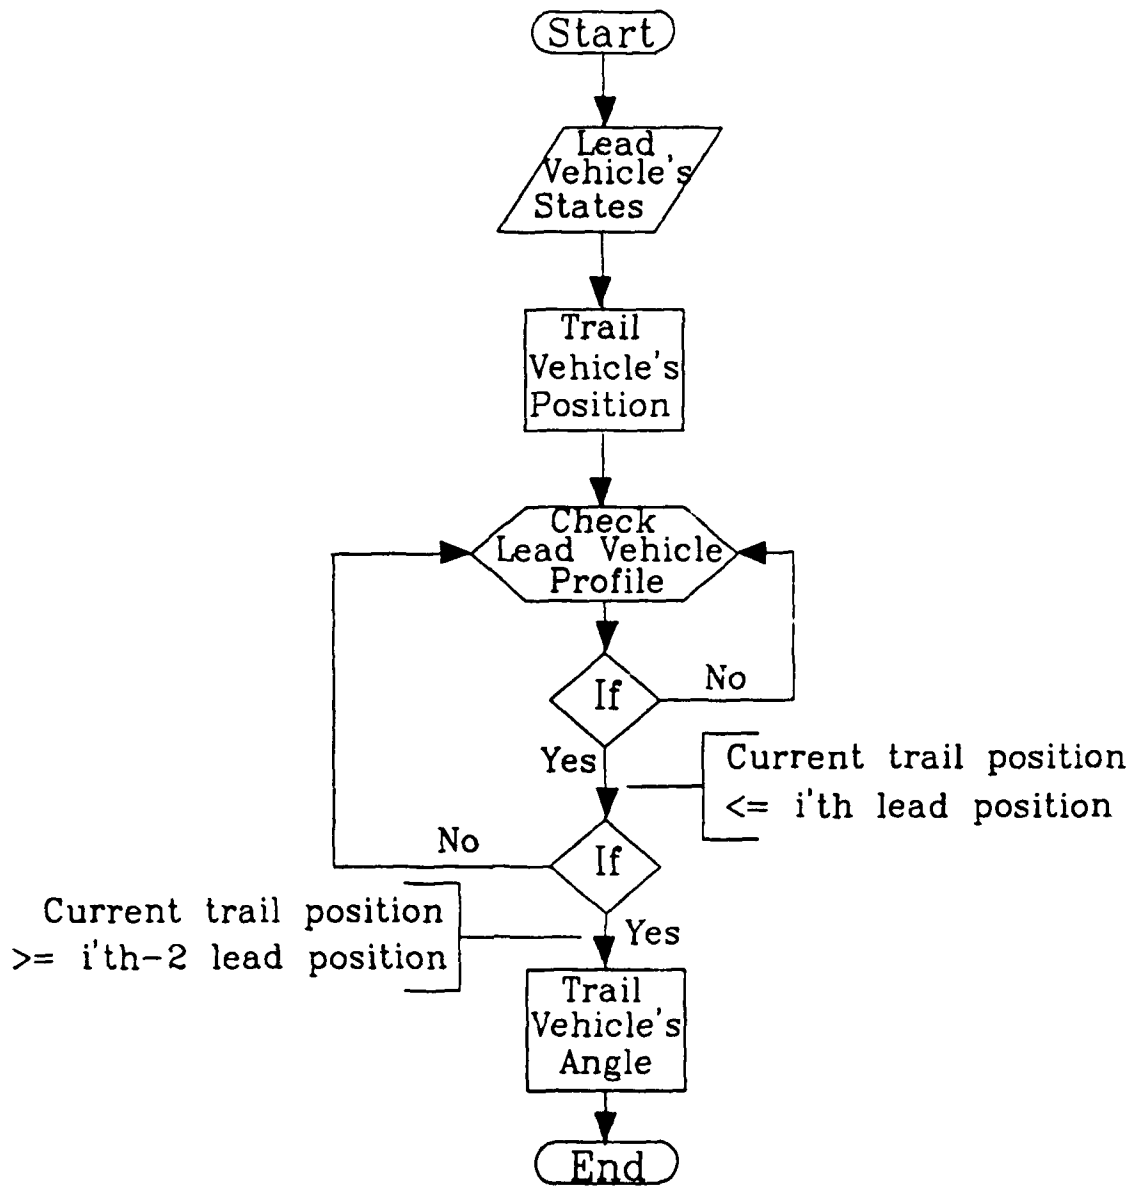 Start
Lead
Vehicle's
States
Trail
Vehicle's
Position
Check
Lead Vehicle
Profile
If
No
Yes
Current trail position
<= i'th lead position
No
If
Current trail position
>= i'th-2 lead position
Yes
Trail
Vehicle's
Angle
End